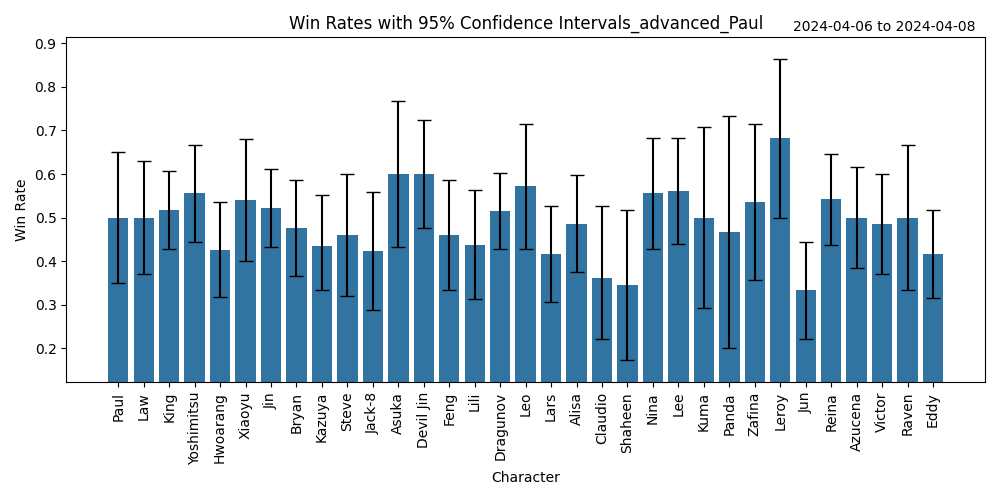 Win Rates with 95% Confidence Intervals_advanced_Paul
2024-04-06 to 2024-04-08
Win Rate
0.9
0.8
0.7
0.6
0.5
0.4
0.3
0.2
Paul
Law
King
Yoshimitsu
Hwoarang
Xiaoyu
Jin
Bryan
Kazuya
Steve
Jack-8
Asuka
Devil Jin
Feng
Lili
Dragunov
Leo
Lars
Alisa
Claudio
Shaheen
Nina
Lee
Kuma
Panda
Zafina
Leroy
Jun
Reina
Azucena
Victor
Raven
Eddy
Character